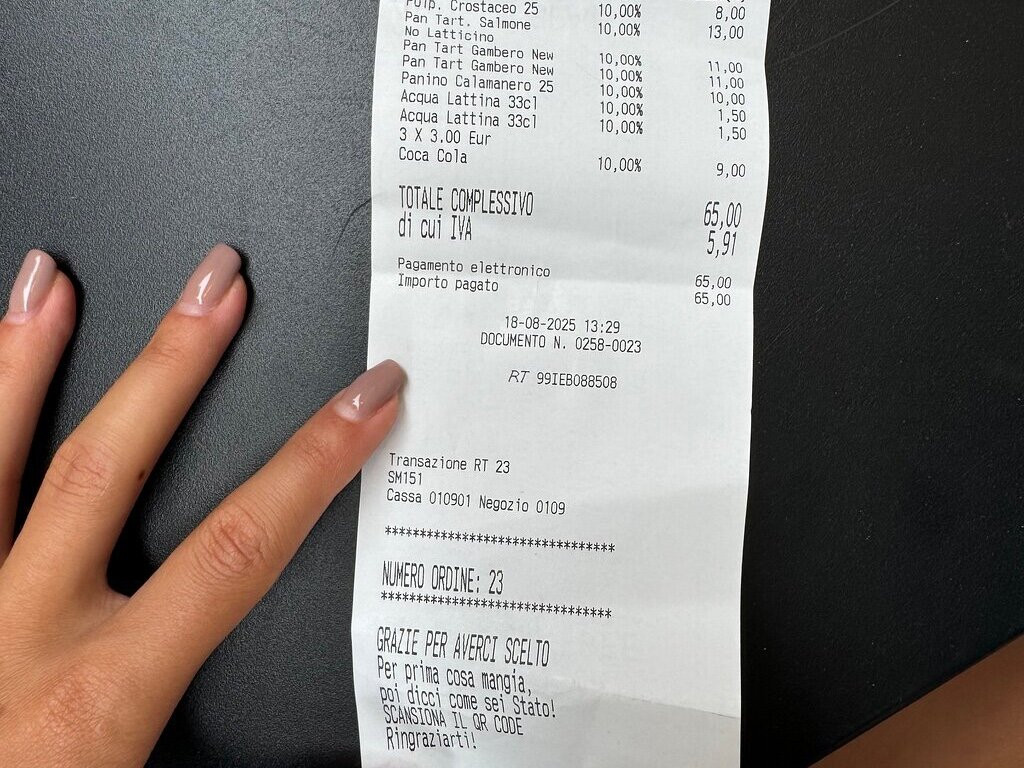 Polp. Crostaceo 25 10,00% 8,00
Pan Tart. Salmone 10,00% 13,00
No Latticino
Pan Tart Gambero New 10,00% 11,00
Pan Tart Gambero New 10,00% 11,00
Panino Calamanero 25 10,00% 10,00
Acqua Lattina 33cl 10,00% 1,50
Acqua Lattina 33cl 10,00% 1,50
3 X 3.00 Eur
Coca Cola 10,00% 9,00
TOTALE COMPLESSIVO 65,00
di cui IVA 5,91
Pagamento elettronico 65,00
Importo pagato 65,00
18-08-2025 13:29
DOCUMENTO N. 0258-0023
RT 99IEB088508
Transazione RT 23
SM151
Cassa 010901 Negozio 0109
*********************************
NUMERO ORDINE: 23
*********************************
GRAZIE PER AVERCI SCELTO
Per prima cosa mangia,
poi dicci come sei Stato!
SCANSIONA IL QR CODE
Ringraziarti!